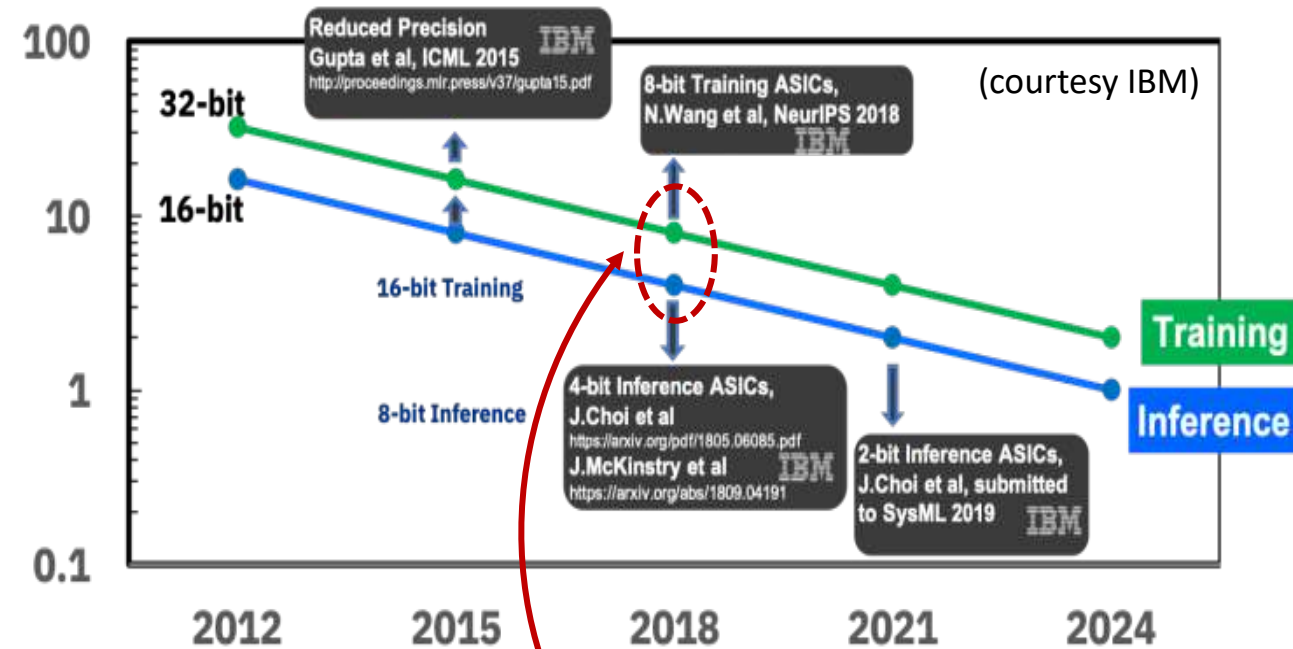 100
10
1
0.1
2012
2015
2018
2021
2024
32-bit
16-bit
Reduced Precision
Gupta et al, ICML 2015
http://proceedings.mlr.press/v37/gupta15.pdf
IBM
8-bit Training ASICs,
N.Wang et al, NeurIPS 2018
IBM
(courtesy IBM)
16-bit Training
8-bit Inference
4-bit Inference ASICs,
J.Choi et al
https://arxiv.org/pdf/1805.06085.pdf
J.McKinstry et al
https://arxiv.org/abs/1809.04191
IBM
2-bit Inference ASICs,
J.Choi et al, submitted
to SysML 2019
IBM
Training
Inference